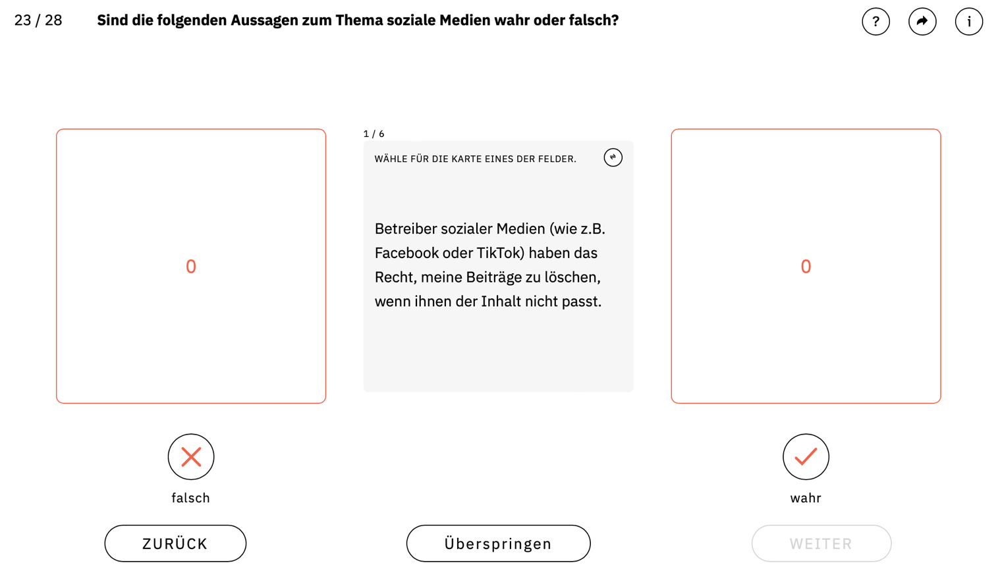 23 / 28
Sind die folgenden Aussagen zum Thema soziale Medien wahr oder falsch?
?
i
0
1 / 6
WÄHLE FÜR DIE KARTE EINES DER FELDER.
Betreiber sozialer Medien (wie z.B.
Facebook oder TikTok) haben das
Recht, meine Beiträge zu löschen,
wenn ihnen der Inhalt nicht passt.
0
falsch
wahr
ZURÜCK
Überspringen
WEITER